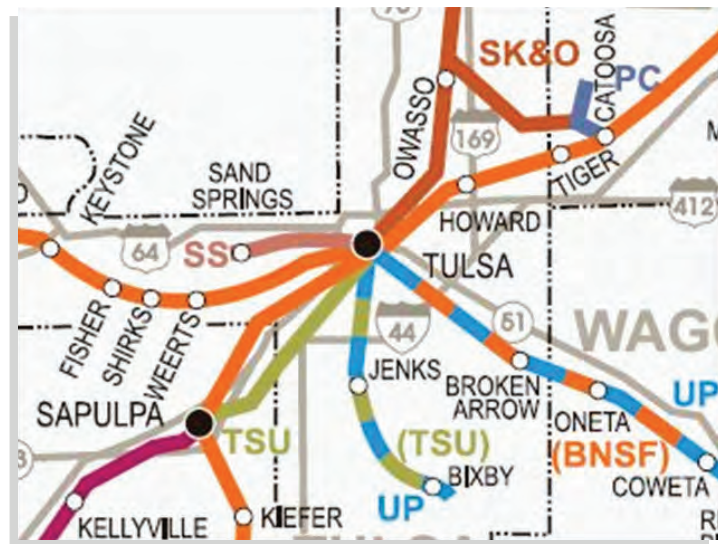 SK&O
CATOOSA
PC
OWASSO
169
KEYSTONE
SAND
SPRINGS
TIGER
412
HOWARD
64
SS
TULSA
51
44
WAGO
FISHER
SHIRKS
WEERTS
JENKS
BROKEN
ARROW
UP
SAPULPA
ONETA
TSU
(TSU)
(BNSF)
BIXBY
COWETA
UP
KELLYVILLE
KIEFER